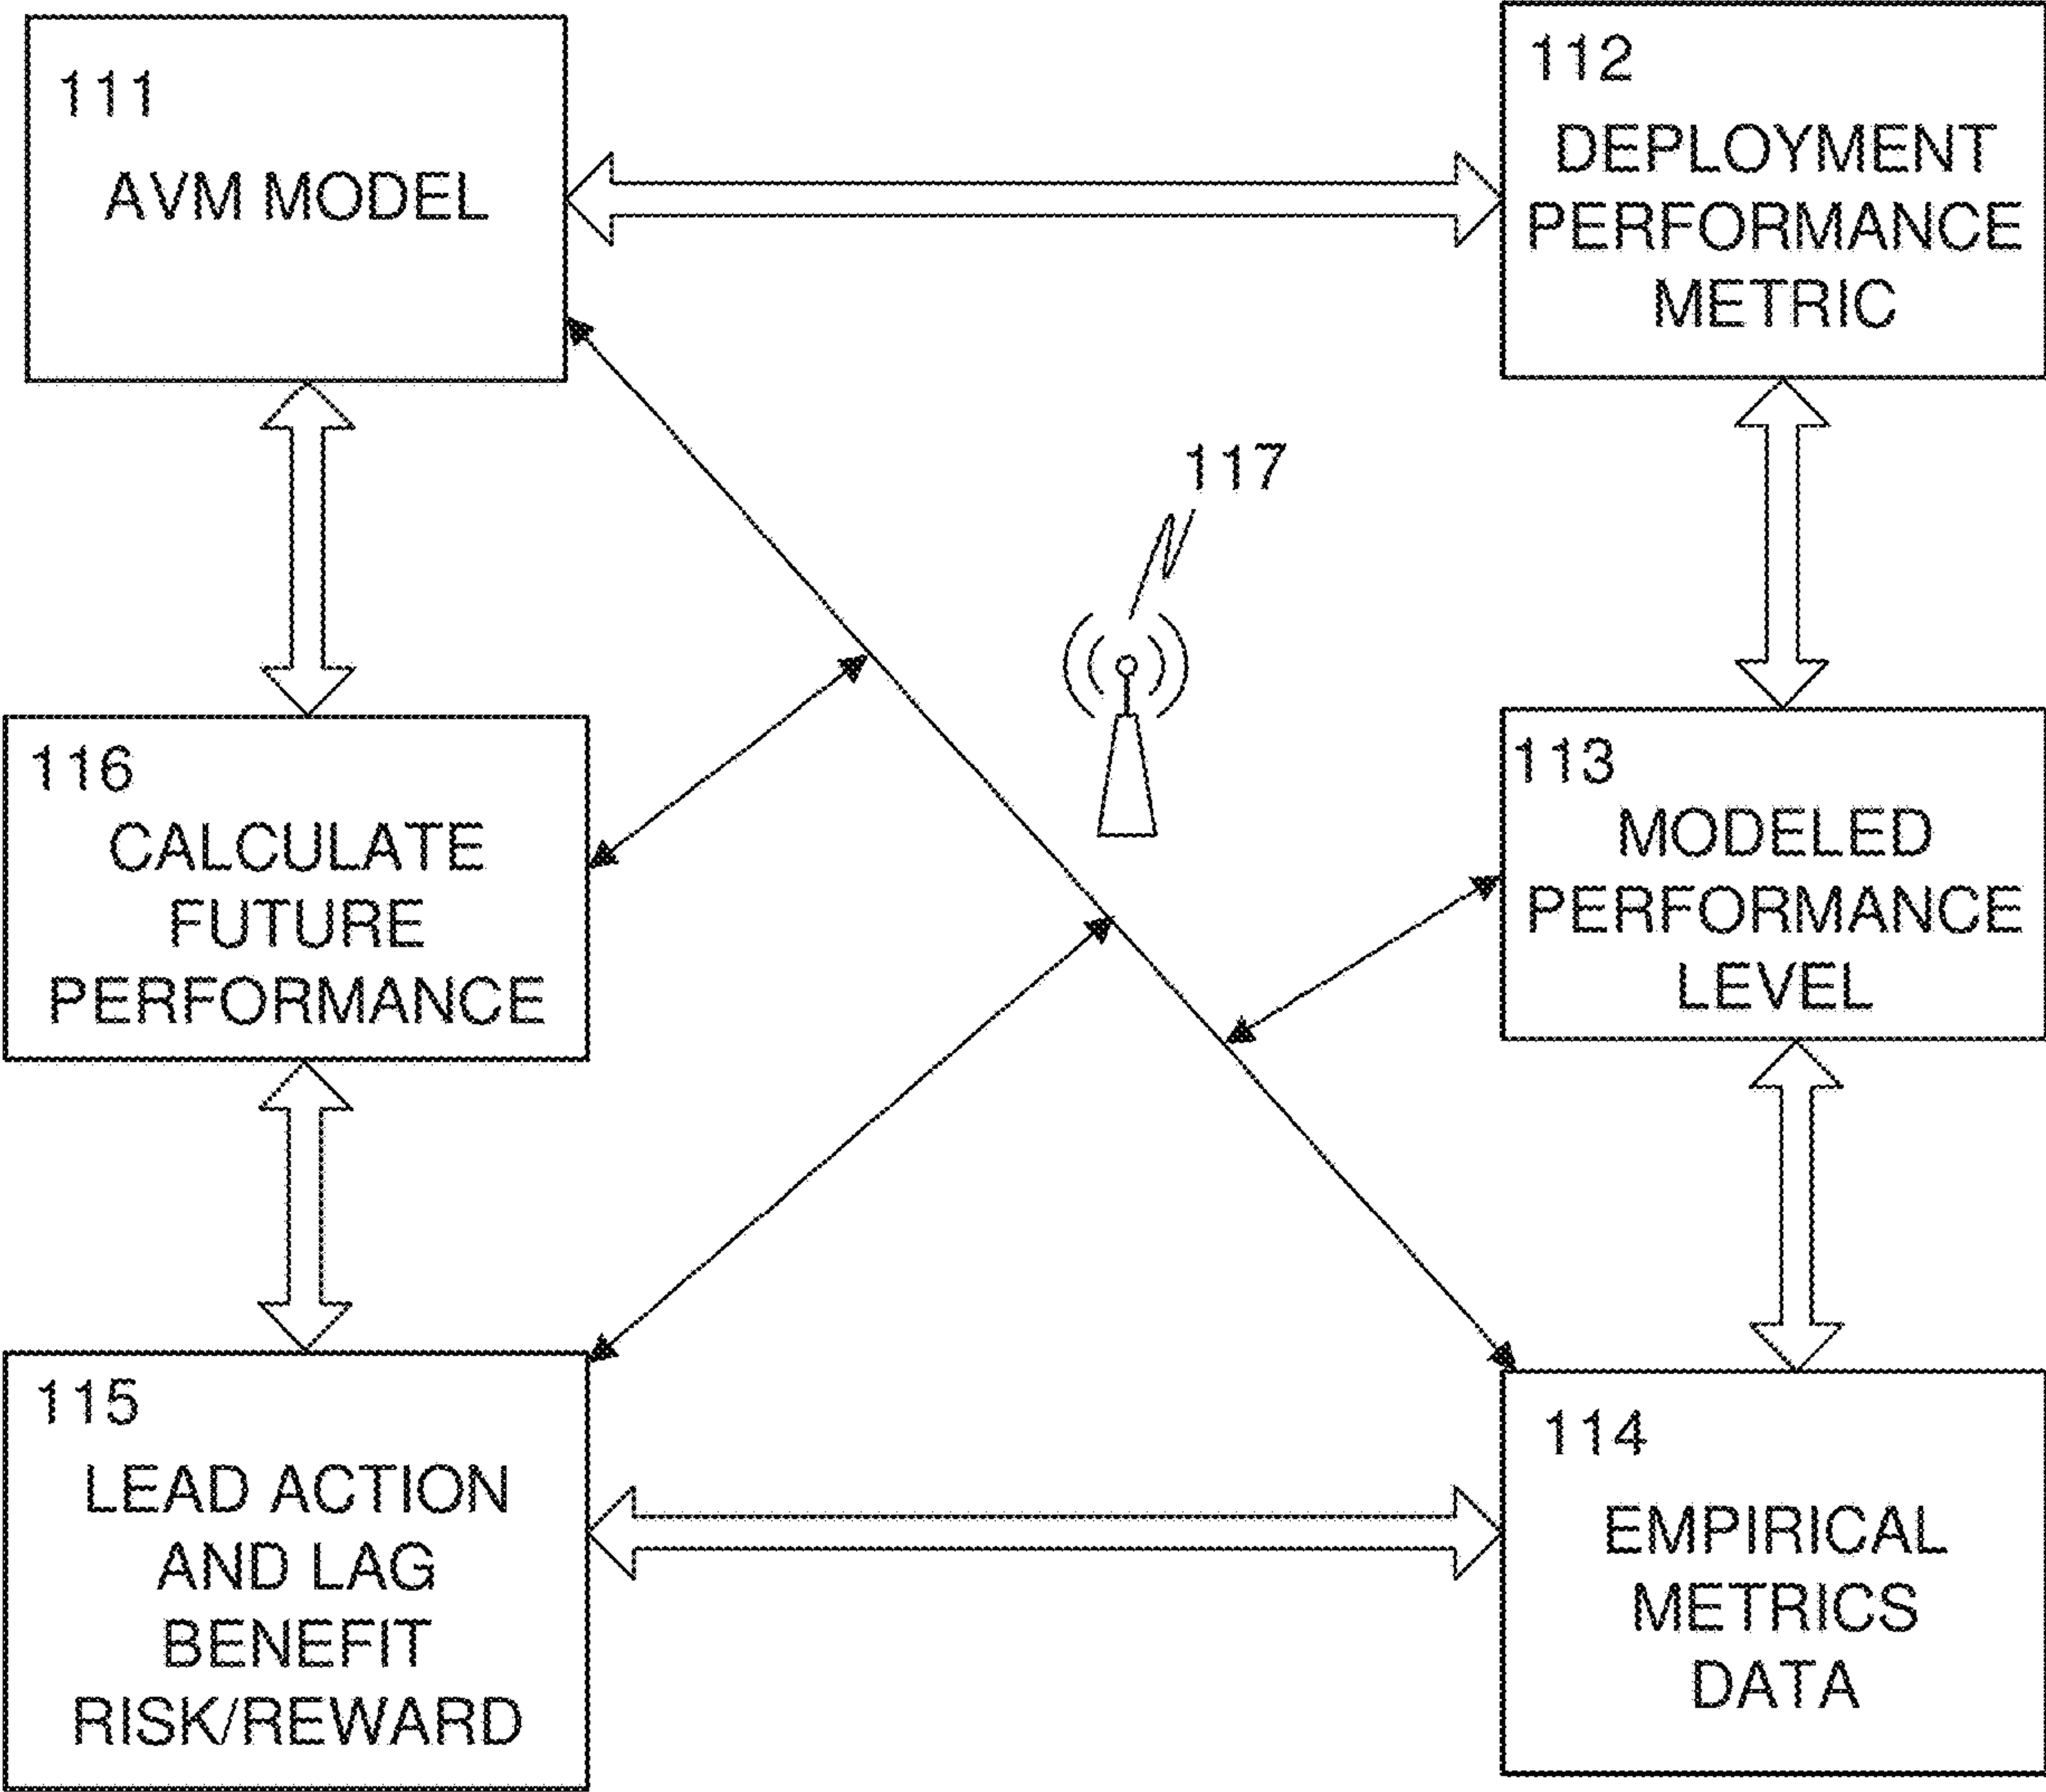 111
AVM MODEL
112
DEPLOYMENT
PERFORMANCE
METRIC
117
116
CALCULATE
FUTURE
PERFORMANCE
113
MODELED
PERFORMANCE
LEVEL
115
LEAD ACTION
AND LAG
BENEFIT
RISK/REWARD
114
EMPIRICAL
METRICS
DATA